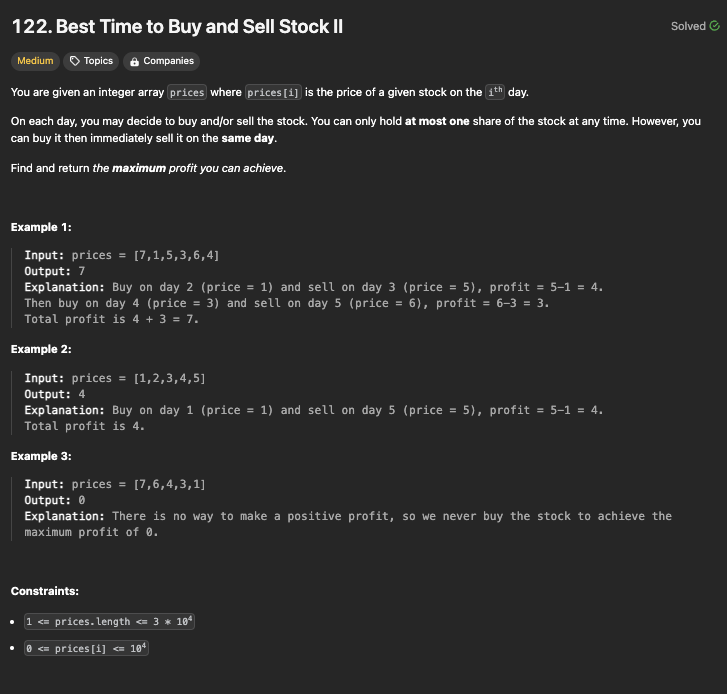 122. Best Time to Buy and Sell Stock II
Solved
Medium Topics Companies
You are given an integer array prices where prices[i] is the price of a given stock on the ith day.
On each day, you may decide to buy and/or sell the stock. You can only hold at most one share of the stock at any time. However, you
can buy it then immediately sell it on the same day.
Find and return the maximum profit you can achieve.
Example 1:
Input: prices = [7,1,5,3,6,4]
Output: 7
Explanation: Buy on day 2 (price = 1) and sell on day 3 (price = 5), profit = 5-1 = 4.
Then buy on day 4 (price = 3) and sell on day 5 (price = 6), profit = 6-3 = 3.
Total profit is 4 + 3 = 7.
Example 2:
Input: prices = [1,2,3,4,5]
Output: 4
Explanation: Buy on day 1 (price = 1) and sell on day 5 (price = 5), profit = 5-1 = 4.
Total profit is 4.
Example 3:
Input: prices = [7,6,4,3,1]
Output: 0
Explanation: There is no way to make a positive profit, so we never buy the stock to achieve the
maximum profit of 0.
Constraints:
• 1 <= prices.length <= 3 * 10⁴
• 0 <= prices[i] <= 10⁴